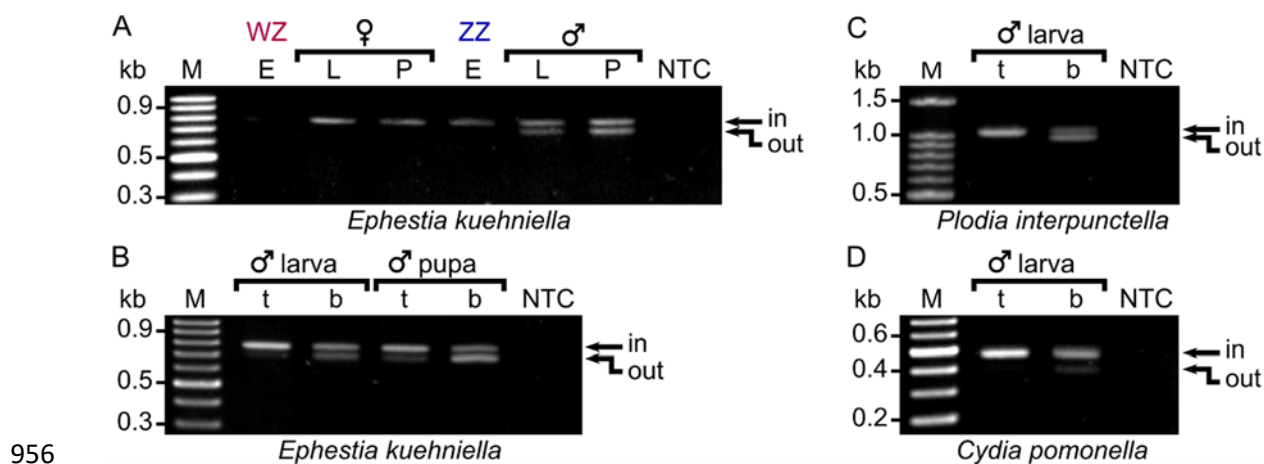 A WZ ♀ ZZ ♂
kb M E L P E L P NTC
0.9
0.5
0.3
in
out
Ephestia kuehniella
B ♂ larva ♂ pupa
kb M t b t b NTC
0.9
0.5
0.3
in
out
Ephestia kuehniella
C ♂ larva
kb M t b NTC
1.5
1.0
0.5
in
out
Plodia interpunctella
D ♂ larva
kb M t b NTC
0.6
0.4
0.2
in
out
Cydia pomonella
956